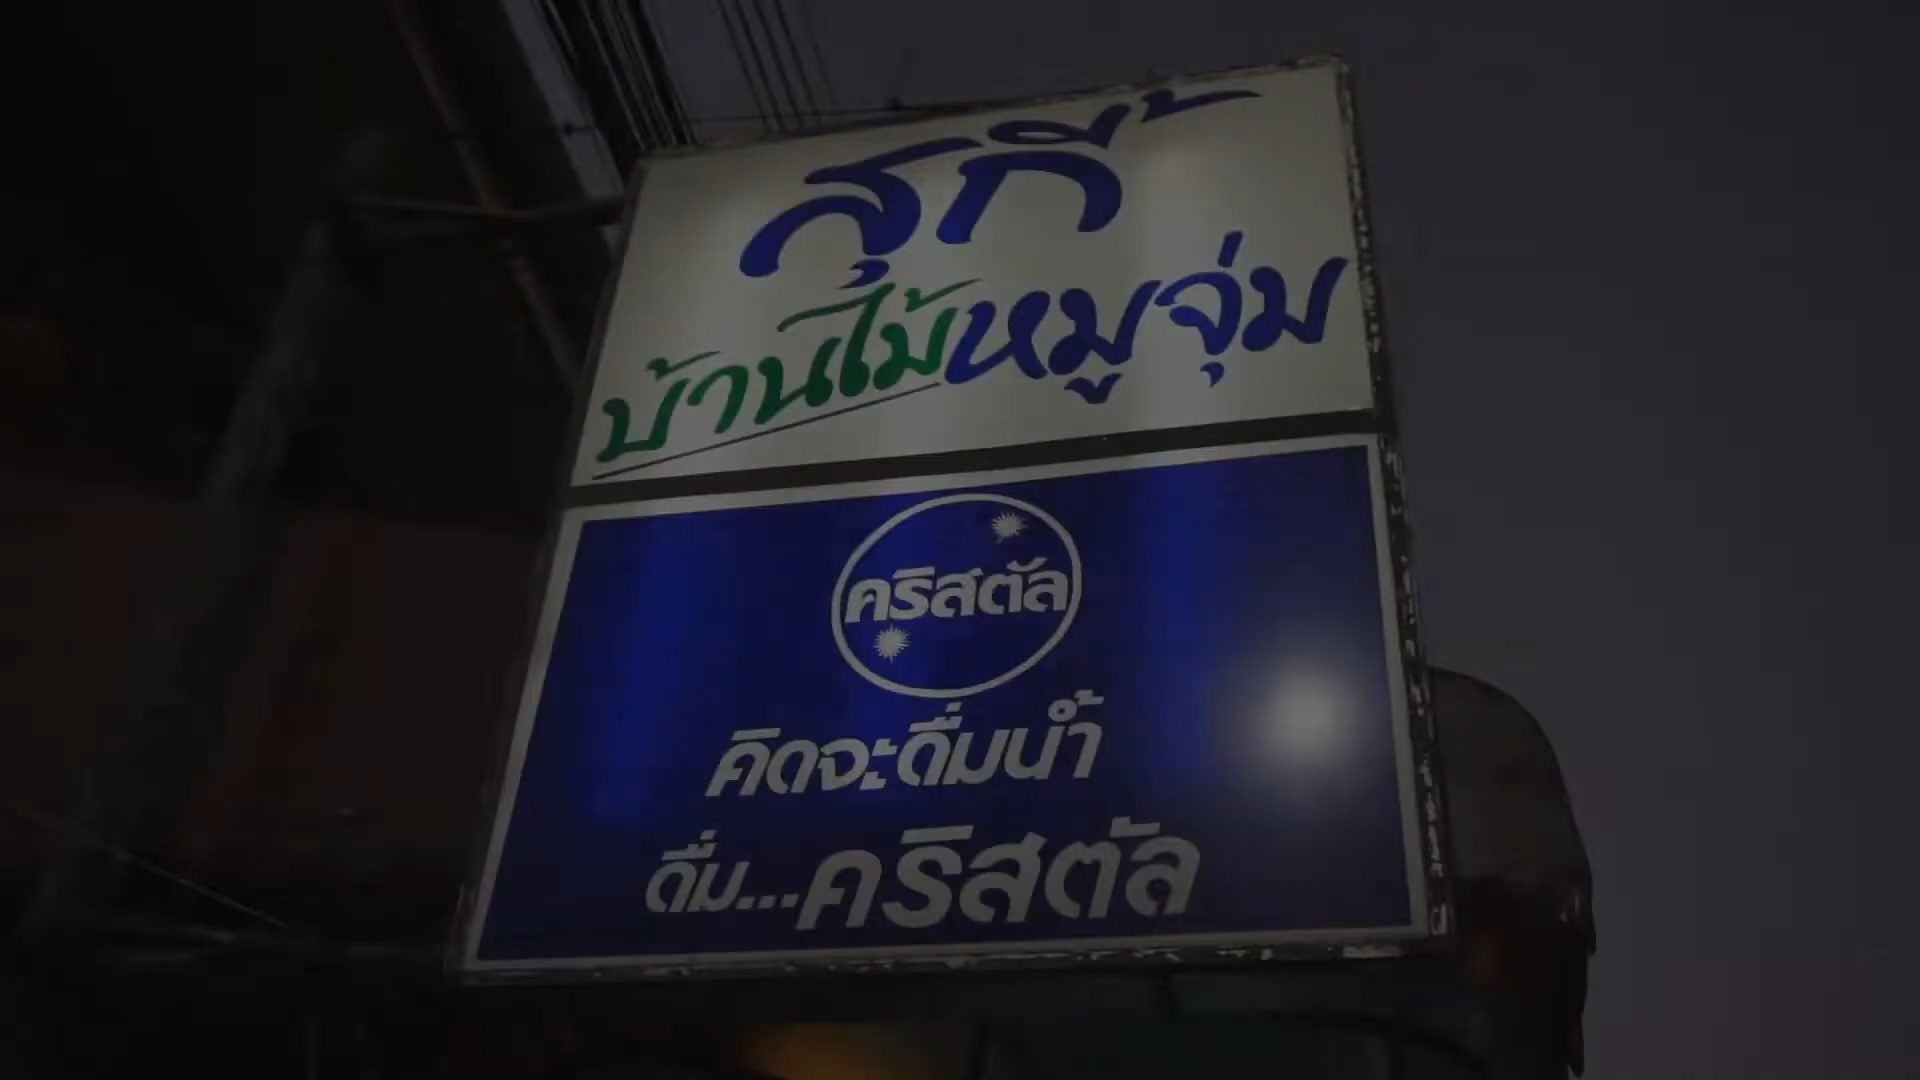 สุกี้
บ้านไม้หมูจุ่ม
คริสตัล
คิดจะดื่มน้ำ
ดื่ม...คริสตัล